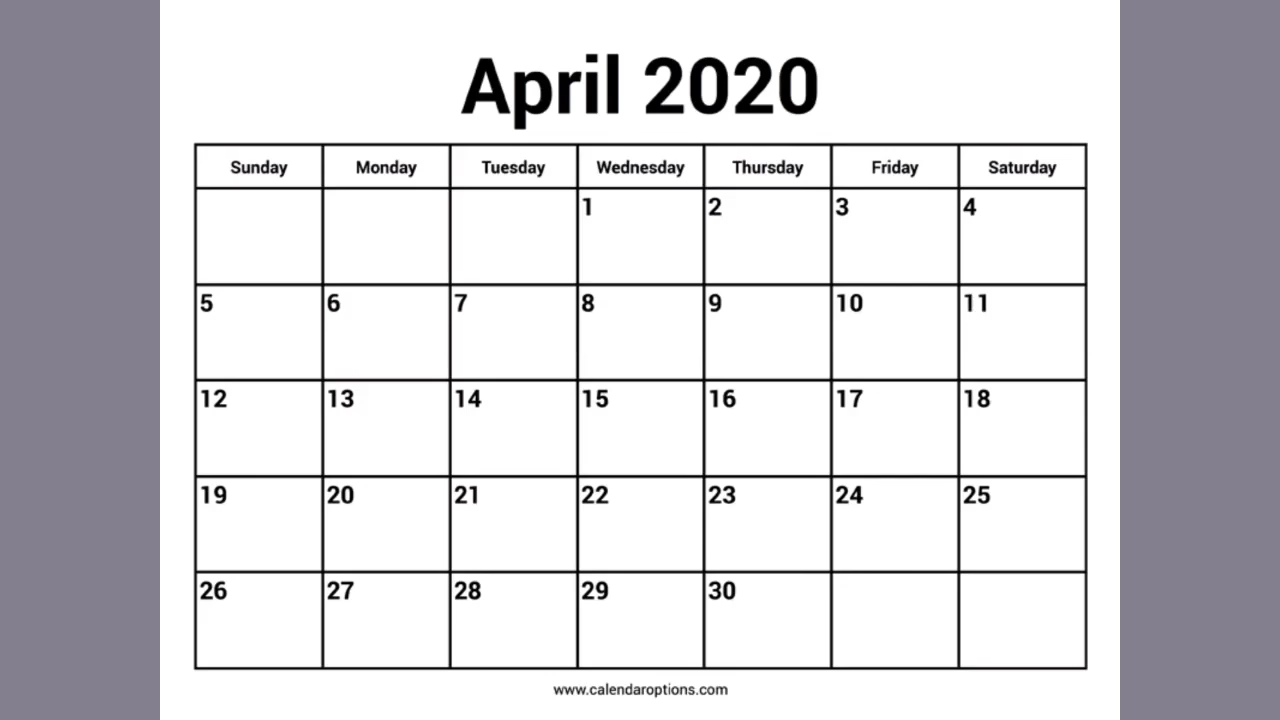 April 2020
Sunday Monday Tuesday Wednesday Thursday Friday Saturday
1 2 3 4
5 6 7 8 9 10 11
12 13 14 15 16 17 18
19 20 21 22 23 24 25
26 27 28 29 30
www.calendaroptions.com